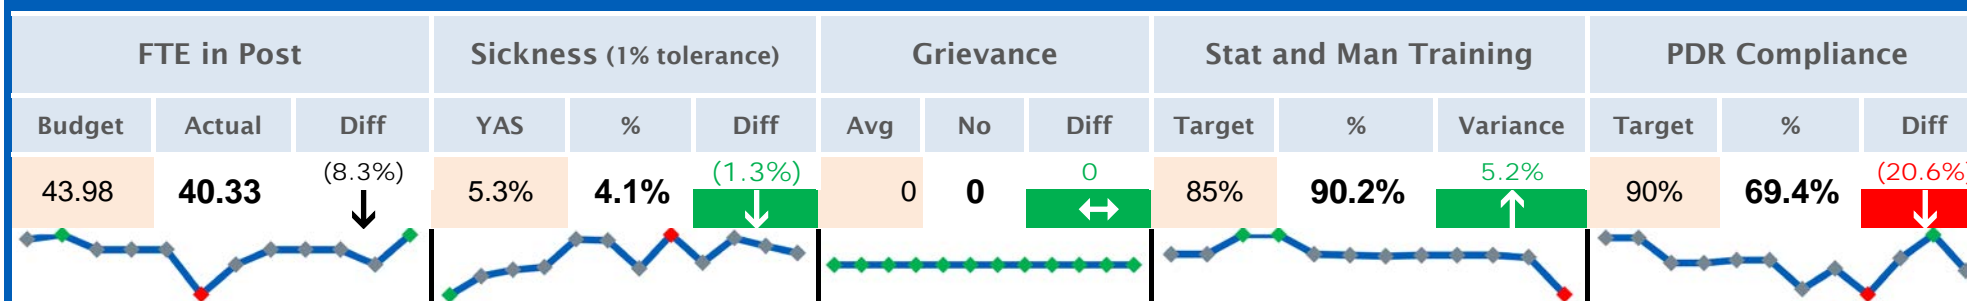 FTE in Post Sickness (1% tolerance) Grievance Stat and Man Training PDR Compliance
Budget Actual Diff YAS % Diff Avg No Diff Target % Variance Target % Diff
43.98 40.33 (8.3%) 5.3% 4.1% (1.3%) 0 0 0 85% 90.2% 5.2% 90% 69.4% (20.6%)